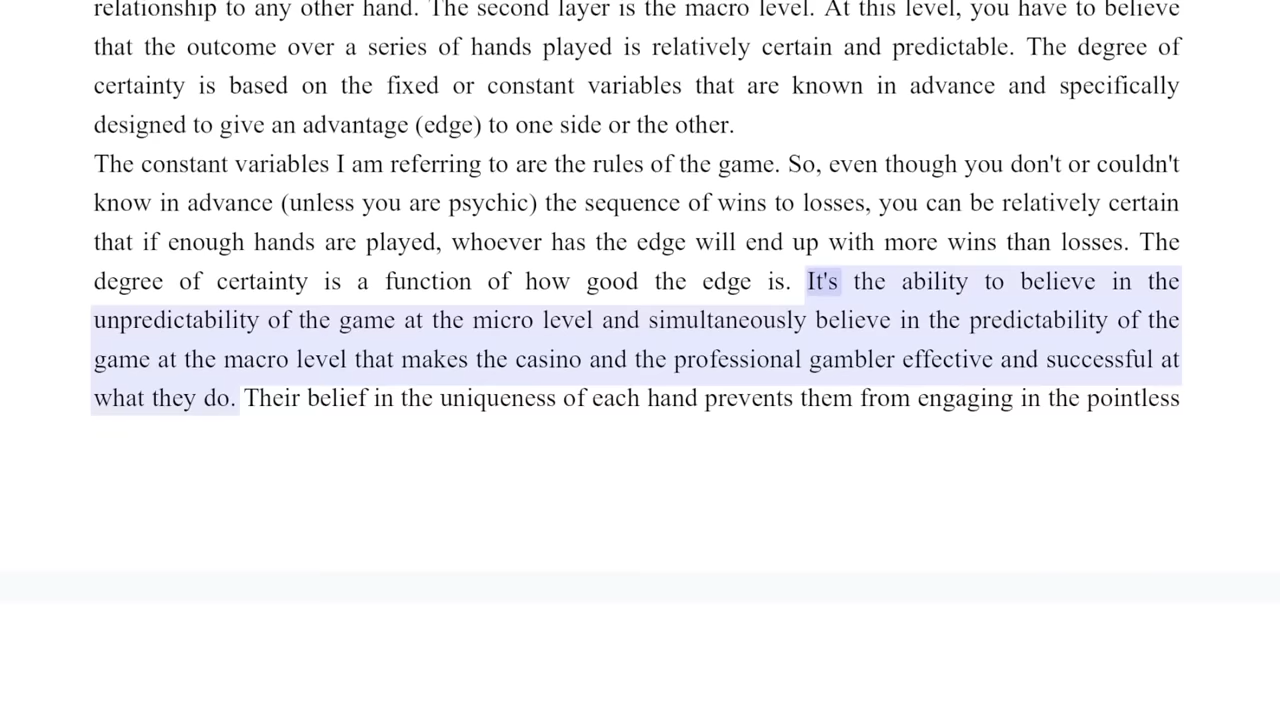 relationship to any other hand. The second layer is the macro level. At this level, you have to believe
that the outcome over a series of hands played is relatively certain and predictable. The degree of
certainty is based on the fixed or constant variables that are known in advance and specifically
designed to give an advantage (edge) to one side or the other.
The constant variables I am referring to are the rules of the game. So, even though you don't or couldn't
know in advance (unless you are psychic) the sequence of wins to losses, you can be relatively certain
that if enough hands are played, whoever has the edge will end up with more wins than losses. The
degree of certainty is a function of how good the edge is. It's the ability to believe in the
unpredictability of the game at the micro level and simultaneously believe in the predictability of the
game at the macro level that makes the casino and the professional gambler effective and successful at
what they do. Their belief in the uniqueness of each hand prevents them from engaging in the pointless